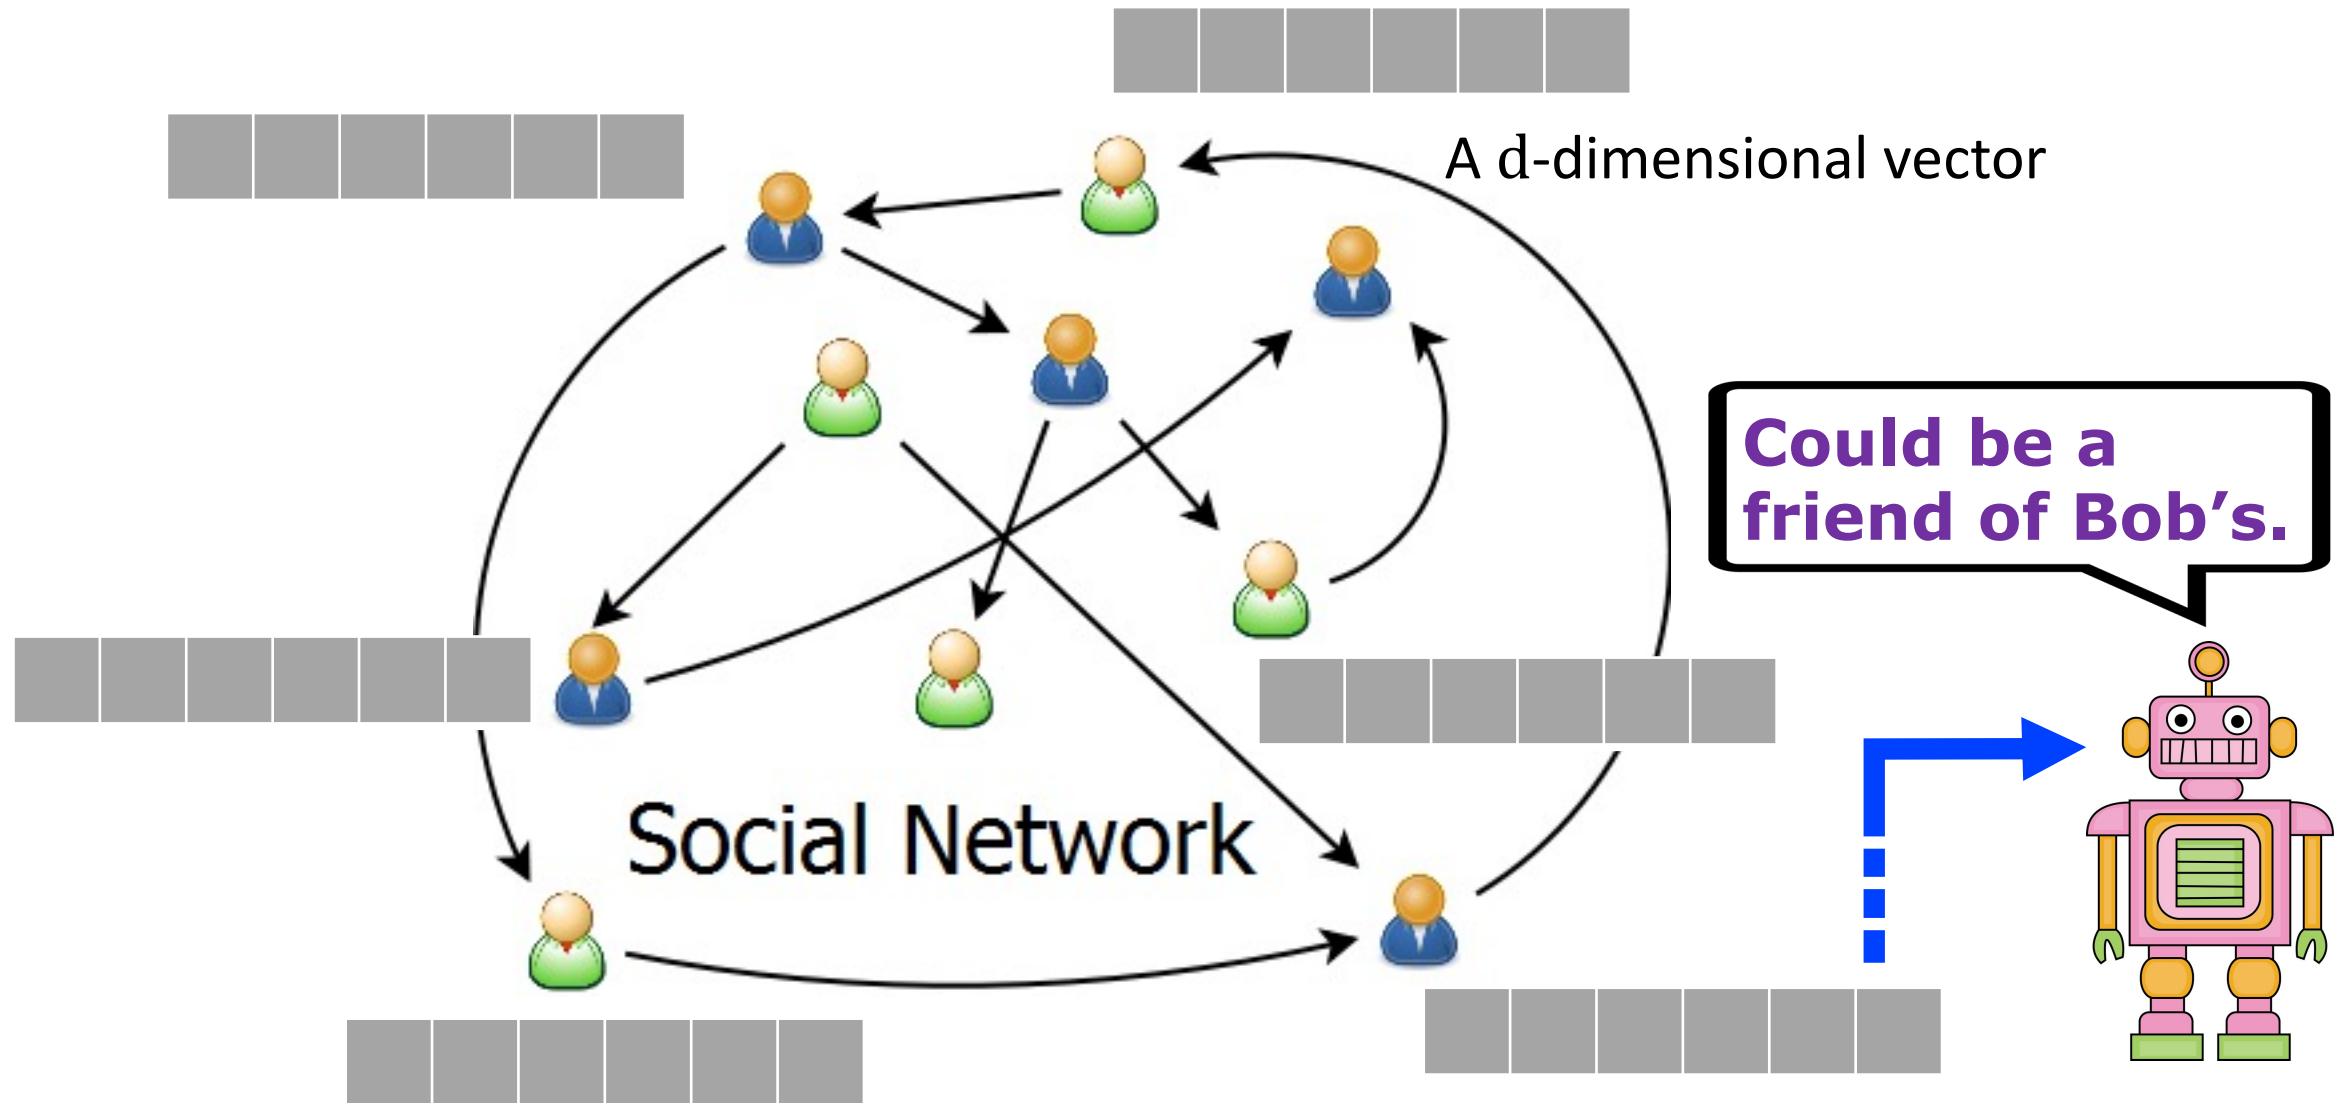 A d-dimensional vector
Could be a
friend of Bob’s.
Social Network